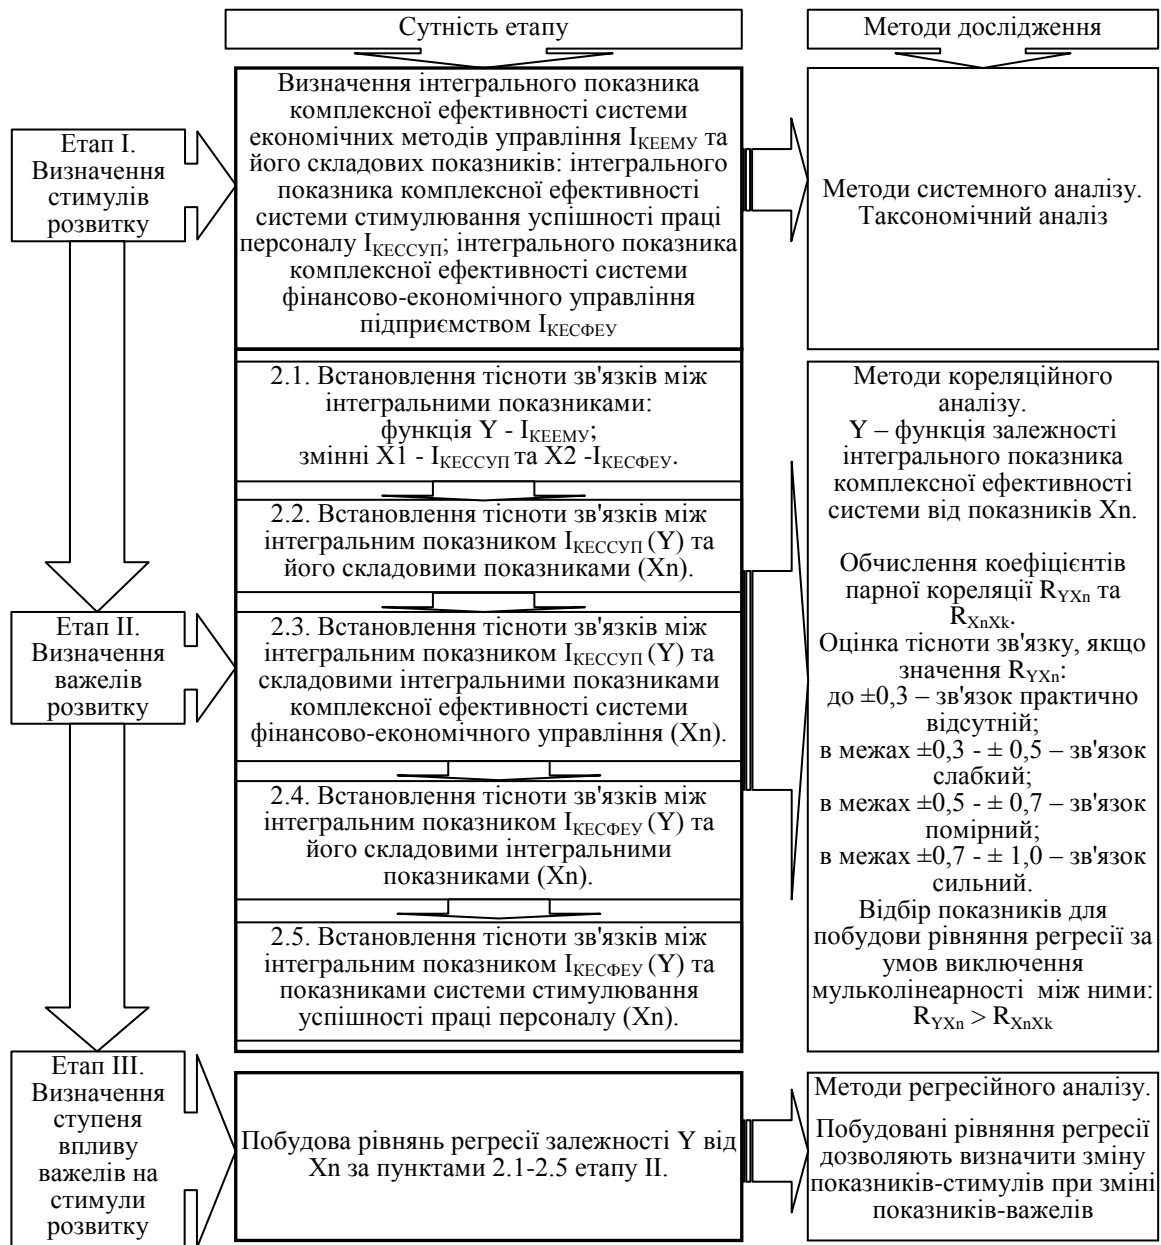 Сутність етапу
Методи дослідження
Етап I.
Визначення
стимулів
розвитку
Визначення інтегрального показника
комплексної ефективності системи
економічних методів управління IКЕЕМУ та
його складових показників: інтегрального
показника комплексної ефективності
системи стимулювання успішності праці
персоналу IКЕССУП; інтегрального показника
комплексної ефективності системи
фінансово-економічного управління
підприємством IКЕСФЕУ
Методи системного аналізу.
Таксономічний аналіз
Етап II.
Визначення
важелів
розвитку
2.1. Встановлення тісноти зв'язків між
інтегральними показниками:
функція Y - IКЕЕМУ;
змінні X1 - IКЕССУП та X2 -IКЕСФЕУ.
2.2. Встановлення тісноти зв'язків між
інтегральним показником IКЕССУП (Y) та
його складовими показниками (Xn).
2.3. Встановлення тісноти зв'язків між
інтегральним показником IКЕССУП (Y) та
складовими інтегральними показниками
комплексної ефективності системи
фінансово-економічного управління (Xn).
2.4. Встановлення тісноти зв'язків між
інтегральним показником IКЕСФЕУ (Y) та
його складовими інтегральними
показниками (Xn).
2.5. Встановлення тісноти зв'язків між
інтегральним показником IКЕСФЕУ (Y) та
показниками системи стимулювання
успішності праці персоналу (Xn).
Методи кореляційного
аналізу.
Y – функція залежності
інтегрального показника
комплексної ефективності
системи від показників Xn.
Обчислення коефіцієнтів
парної кореляції RYXn та
RXnXk.
Оцінка тісноти зв'язку, якщо
значення RYXn:
до ±0,3 – зв'язок практично
відсутній;
в межах ±0,3 - ± 0,5 – зв'язок
слабкий;
в межах ±0,5 - ± 0,7 – зв'язок
помірний;
в межах ±0,7 - ± 1,0 – зв'язок
сильний.
Відбір показників для
побудови рівняння регресії за
умов виключення
мульколінеарності між ними:
RYXn > RXnXk
Етап III.
Визначення
ступеня
впливу
важелів на
стимули
розвитку
Побудова рівнянь регресії залежності Y від
Xn за пунктами 2.1-2.5 етапу II.
Методи регресійного аналізу.
Побудовані рівняння регресії
дозволяють визначити зміну
показників-стимулів при зміні
показників-важелів